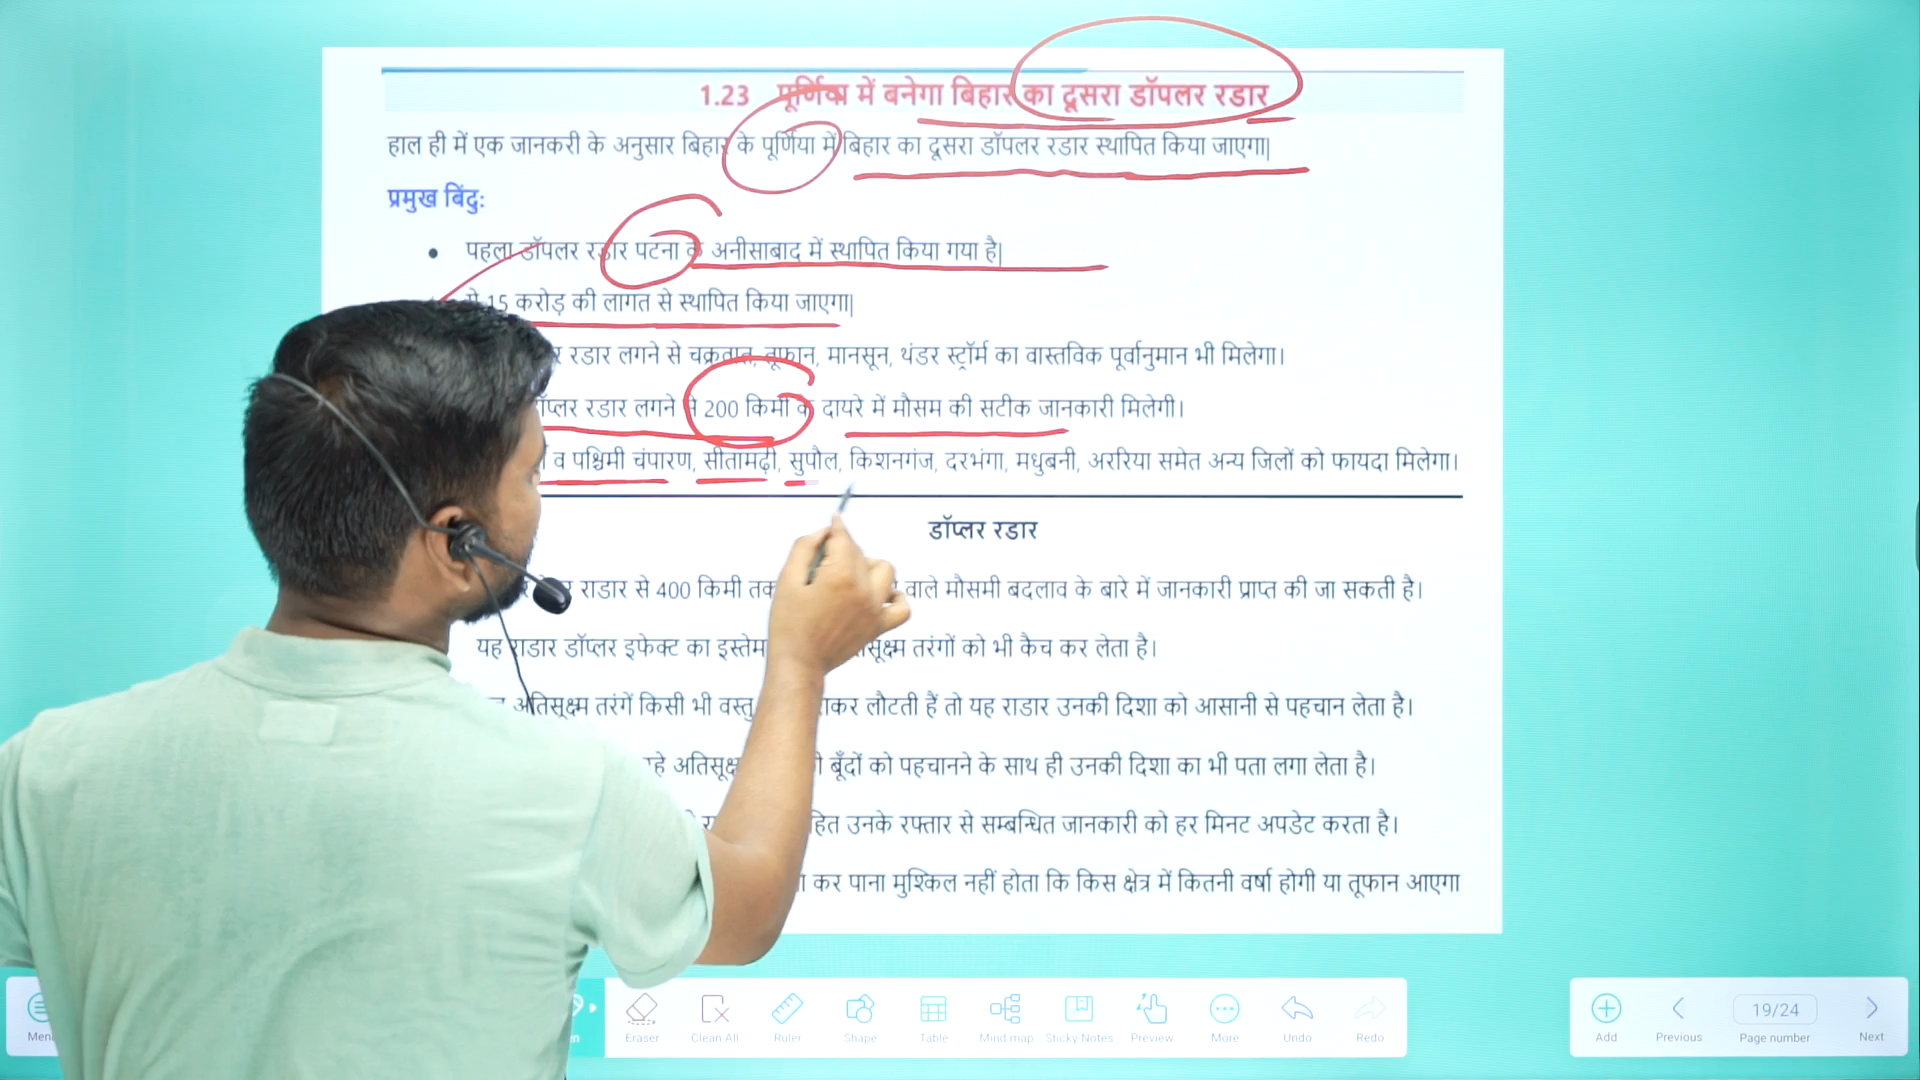 1.23 पूर्णिया में बनेगा बिहार का दूसरा डॉपलर रडार
हाल ही में एक जानकरी के अनुसार बिहार के पूर्णिया में बिहार का दूसरा डॉपलर रडार स्थापित किया जाएगा|
प्रमुख बिंदु:
● पहला डॉपलर रडार पटना के अनीसाबाद में स्थापित किया गया है|
15 करोड़ की लागत से स्थापित किया जाएगा|
रडार लगने से चक्रवात, तूफान, मानसून, थंडर स्ट्रॉर्म का वास्तविक पूर्वानुमान भी मिलेगा।
रडार लगने से 200 किमी के दायरे में मौसम की सटीक जानकारी मिलेगी।
व पश्चिमी चंपारण, सीतामढ़ी, सुपौल, किशनगंज, दरभंगा, मधुबनी, अररिया समेत अन्य जिलों को फायदा मिलेगा।
डॉप्लर रडार
राडार से 400 किमी तक वाले मौसमी बदलाव के बारे में जानकारी प्राप्त की जा सकती है।
यह राडार डॉप्लर इफेक्ट का इस्तेम तरंगों को भी कैच कर लेता है।
अतिसूक्ष्म तरंगें किसी भी वस्तु लौटती हैं तो यह राडार उनकी दिशा को आसानी से पहचान लेता है।
बूँदों को पहचानने के साथ ही उनकी दिशा का भी पता लगा लेता है।
उनके रफ्तार से सम्बन्धित जानकारी को हर मिनट अपडेट करता है।
कर पाना मुश्किल नहीं होता कि किस क्षेत्र में कितनी वर्षा होगी या तूफान आएगा
Eraser Clean All Ruler Shape Table Mind map Sticky Notes Preview More Undo Redo
Add Previous 19/24 Page number Next